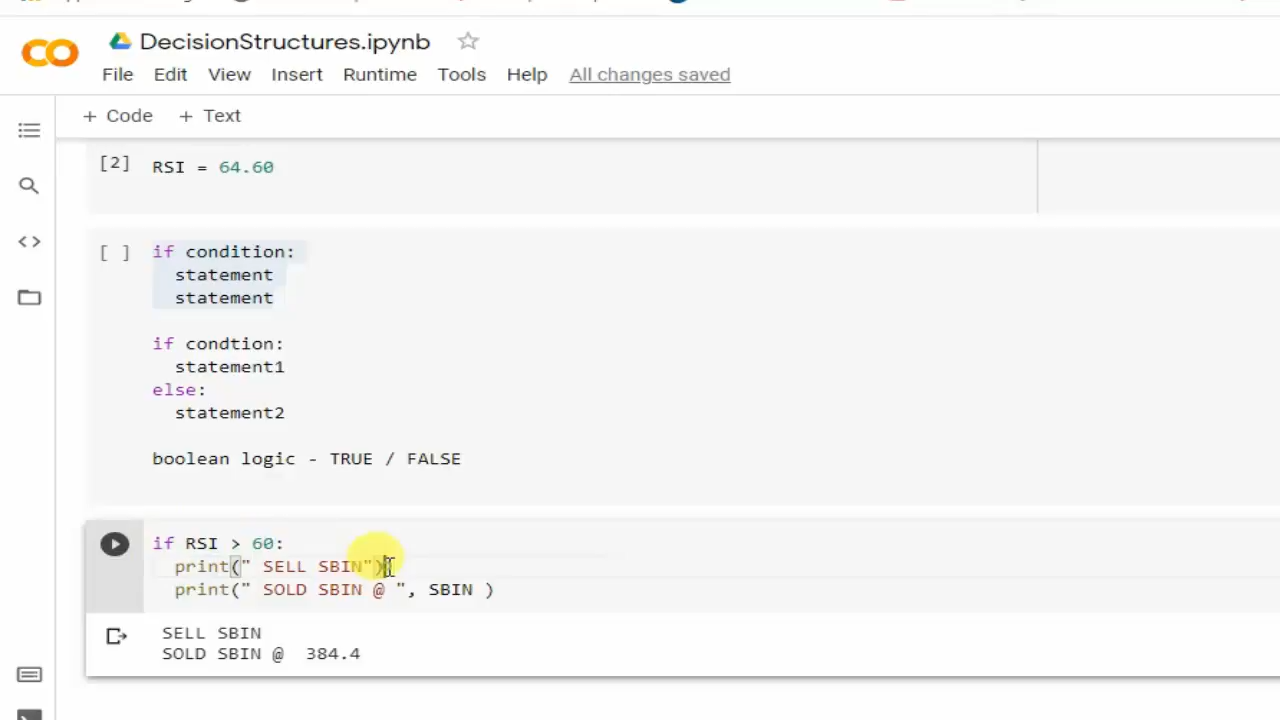 DecisionStructures.ipynb
File Edit View Insert Runtime Tools Help All changes saved
+ Code + Text
[2] RSI = 64.60
[ ] if condition:
statement
statement
if condtion:
statement1
else:
statement2
boolean logic - TRUE / FALSE
if RSI > 60:
print(" SELL SBIN")
print(" SOLD SBIN @ ", SBIN )
SELL SBIN
SOLD SBIN @ 384.4